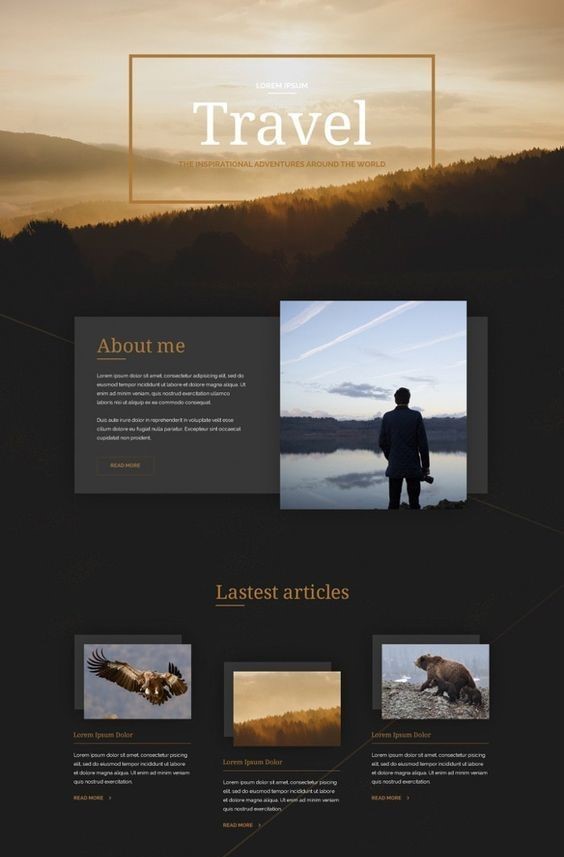 LOREM IPSUM
Travel
THE INSPIRATIONAL ADVENTURES AROUND THE WORLD
About me
Lorem ipsum dolor sit amet, consectetur adipisicing elit, do eiusmod
tempor incididunt ut labore et dolore magna aliqua. Ut
enim ad minim veniam, quis nostrud exercitation ullamco
laboris nisi ut aliquip ex ea commodo consequat.
Duis aute irure dolor in reprehenderit in voluptate velit esse
cillum dolore eu fugiat nulla pariatur. Excepteur sint occaecat
cupidatat non proident.
READ MORE
Lastest articles
Lorem Ipsum Dolor
Lorem ipsum dolor sit amet, consectetur pisicing
elit, sed do eiusmod tempor incididunt ut labore
et dolore magna aliqua. Ut enim ad minim veniam
quis nostrud exercitation.
READ MORE >
Lorem Ipsum Dolor
Lorem ipsum dolor sit amet, consectetur pisicing
elit, sed do eiusmod tempor incididunt ut labore
et dolore magna aliqua. Ut enim ad minim veniam
quis nostrud exercitation.
READ MORE >
Lorem Ipsum Dolor
Lorem ipsum dolor sit amet, consectetur pisicing
elit, sed do eiusmod tempor incididunt ut labore
et dolore magna aliqua. Ut enim ad minim veniam
quis nostrud exercitation.
READ MORE >